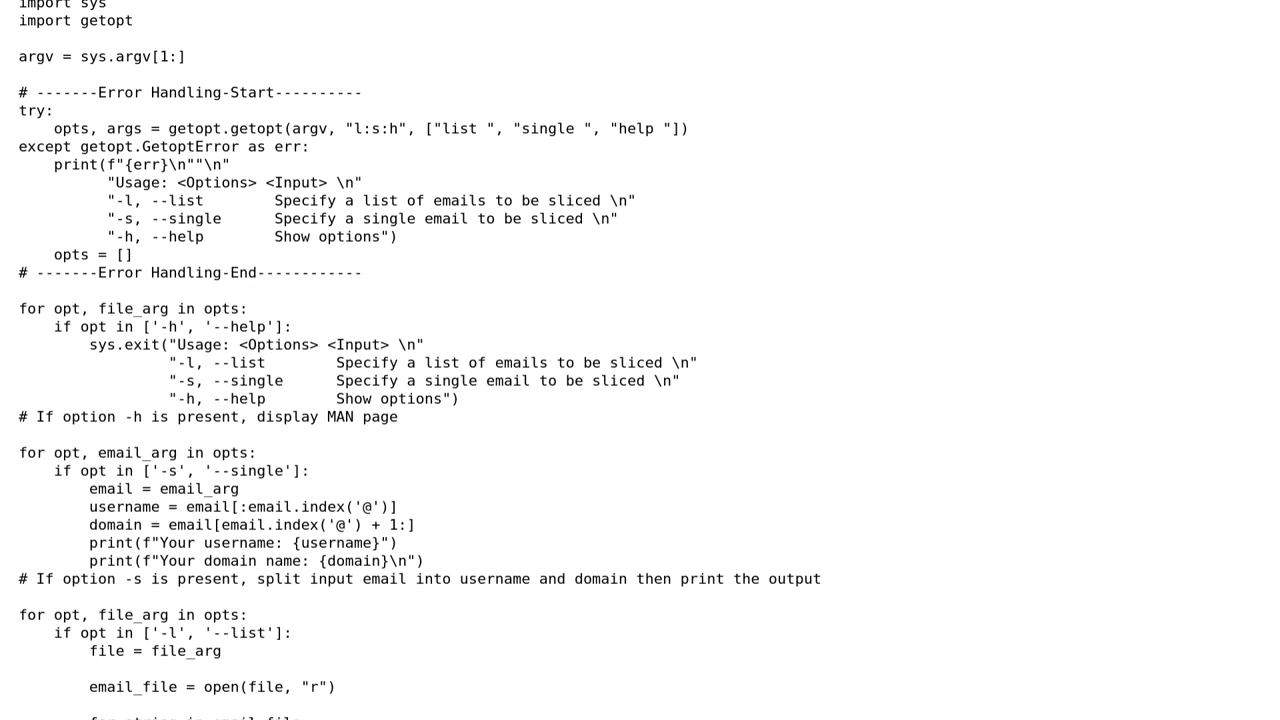 import sys
import getopt

argv = sys.argv[1:]

# -------Error Handling-Start----------
try:
    opts, args = getopt.getopt(argv, "l:s:h", ["list ", "single ", "help "])
except getopt.GetoptError as err:
    print(f"{err}\n""\n"
          "Usage: <Options> <Input> \n"
          "-l, --list        Specify a list of emails to be sliced \n"
          "-s, --single      Specify a single email to be sliced \n"
          "-h, --help        Show options")
    opts = []
# -------Error Handling-End------------

for opt, file_arg in opts:
    if opt in ['-h', '--help']:
        sys.exit("Usage: <Options> <Input> \n"
                 "-l, --list        Specify a list of emails to be sliced \n"
                 "-s, --single      Specify a single email to be sliced \n"
                 "-h, --help        Show options")
# If option -h is present, display MAN page

for opt, email_arg in opts:
    if opt in ['-s', '--single']:
        email = email_arg
        username = email[:email.index('@')]
        domain = email[email.index('@') + 1:]
        print(f"Your username: {username}")
        print(f"Your domain name: {domain}\n")
# If option -s is present, split input email into username and domain then print the output

for opt, file_arg in opts:
    if opt in ['-l', '--list']:
        file = file_arg

        email_file = open(file, "r")

        for string in email_file